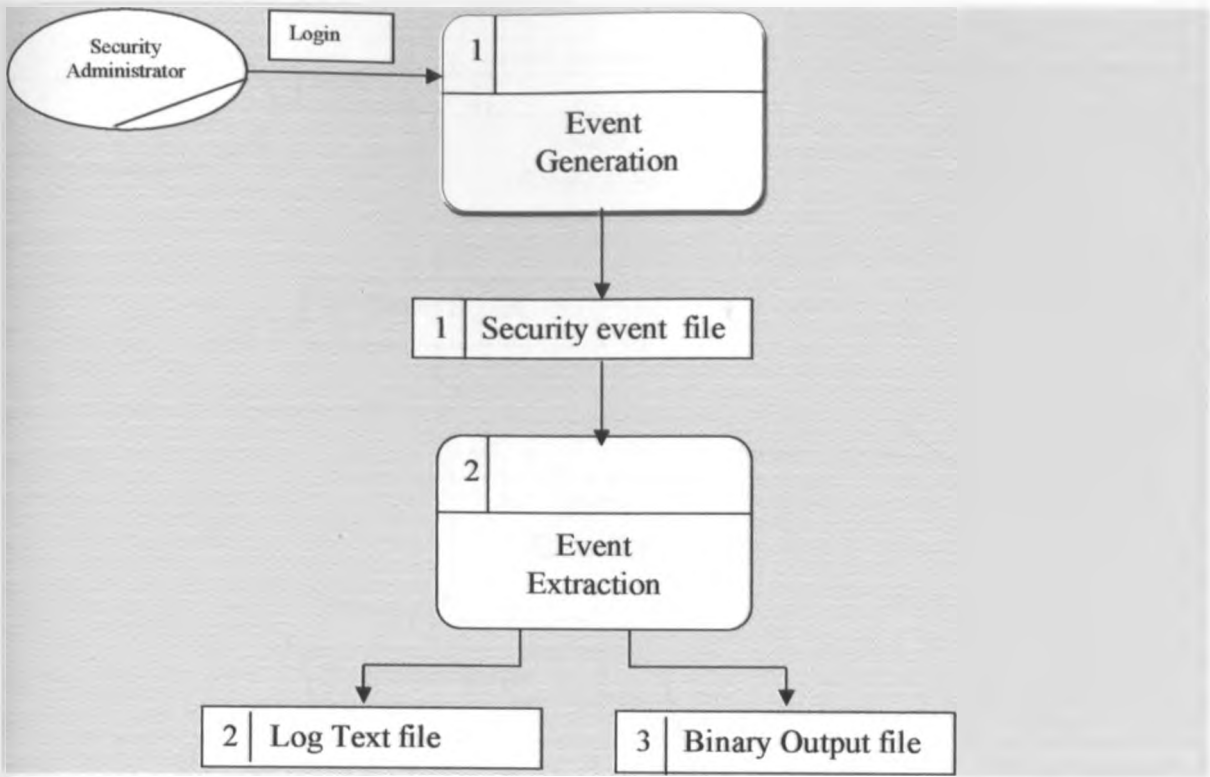 Security
Administrator
Login
1
Event
Generation
1 Security event file
2
Event
Extraction
2 Log Text file
3 Binary Output file